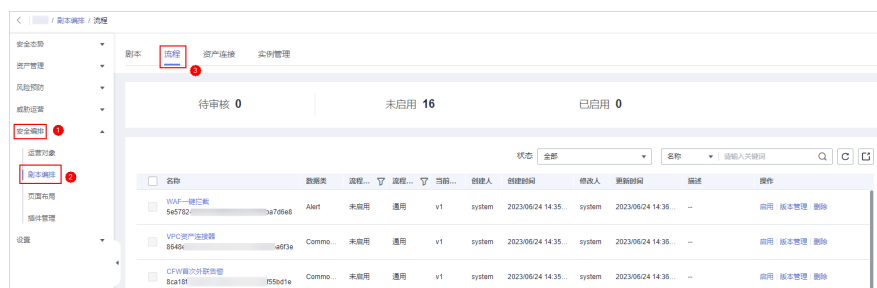 / 剧本编排 / 流程
安全态势
资产管理
风险预防
威胁运营
安全编排 1
运营对象
剧本编排 2
页面布局
插件管理
设置
剧本 流程 资产连接 实例管理
3
待审核 0 未启用 16 已启用 0
状态 全部 名称 请输入关键词
名称 数据类 流程... 流程... 当前... 创建人 创建时间 修改人 更新时间 描述 操作
WAF一键拦截
5e5782 ba7d6e8 Alert 未启用 通用 v1 system 2023/06/24 14:35... system 2023/06/24 14:36... -- 启用 版本管理 删除
VPC资产连接器
8648 a6f3e Commo... 未启用 通用 v1 system 2023/06/24 14:35... system 2023/06/24 14:36... -- 启用 版本管理 删除
CFW首次外联告警
8ca18f f55bd1e Commo... 未启用 通用 v1 system 2023/06/24 14:35... system 2023/06/24 14:36... -- 启用 版本管理 删除